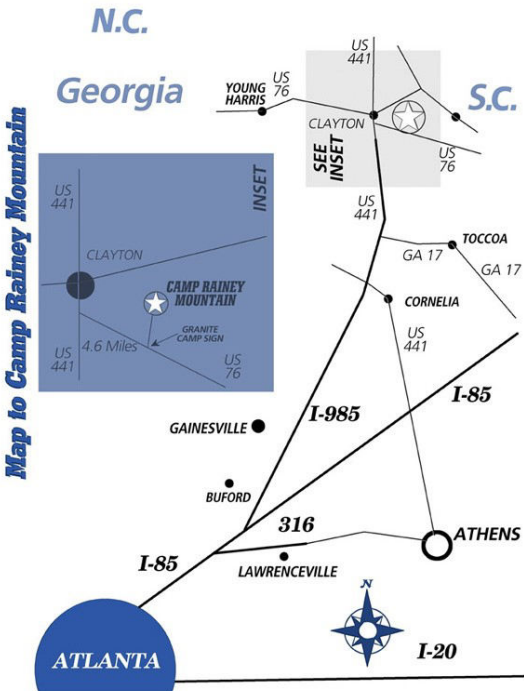 N.C.
Georgia
S.C.
Map to Camp Rainey Mountain
US
441
YOUNG
HARRIS
US
76
CLAYTON
SEE
INSET
US
76
US
441
INSET
US
441
CLAYTON
CAMP RAINEY
MOUNTAIN
GRANITE
CAMP SIGN
4.6 Miles
US
441
US
76
TOCCOA
GA 17
GA 17
CORNELIA
US
441
I-85
I-985
GAINESVILLE
BUFORD
316
ATHENS
I-85
LAWRENCEVILLE
N
ATLANTA
I-20